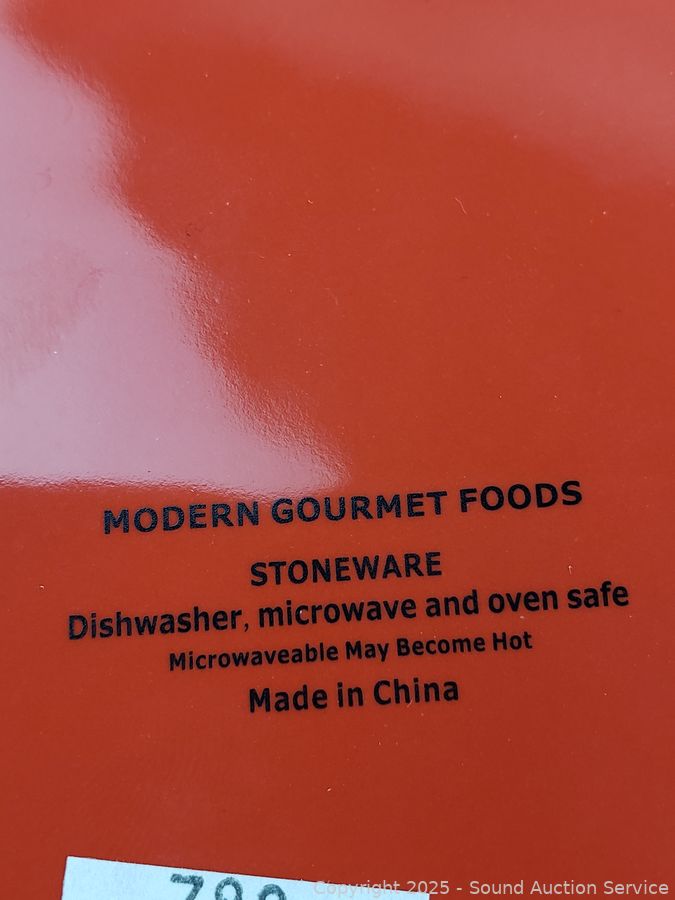 MODERN GOURMET FOODS
STONEWARE
Dishwasher, microwave and oven safe
Microwaveable May Become Hot
Made in China
Copyright 2025 - Sound Auction Service